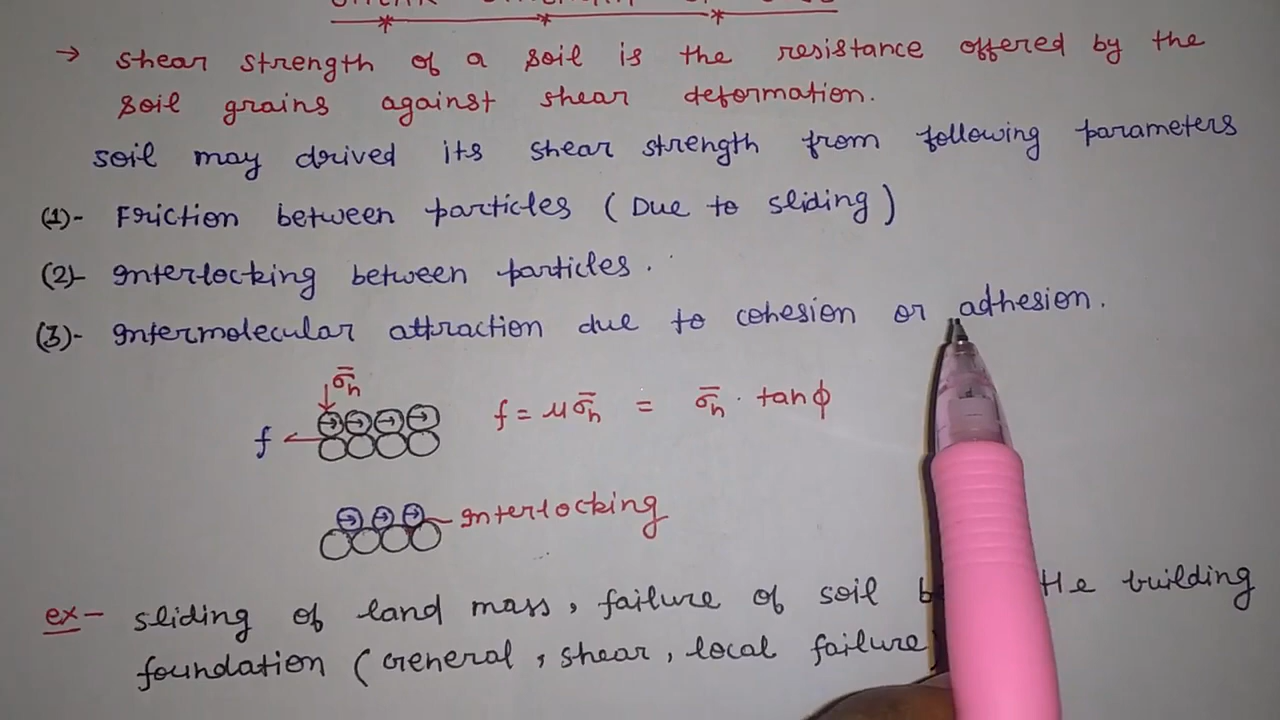 → shear strength of a soil is the resistance offered by the
soil grains against shear deformation.
soil may drived its shear strength from following parameters
(1)- Friction between particles (Due to sliding)
(2)- Interlocking between particles.
(3)- Intermolecular attraction due to cohesion or adhesion.
σ̄n
f f = μσ̄n = σ̄n · tanϕ
Interlocking
ex- sliding of land mass, failure of soil the building
foundation (General, shear, local failure)